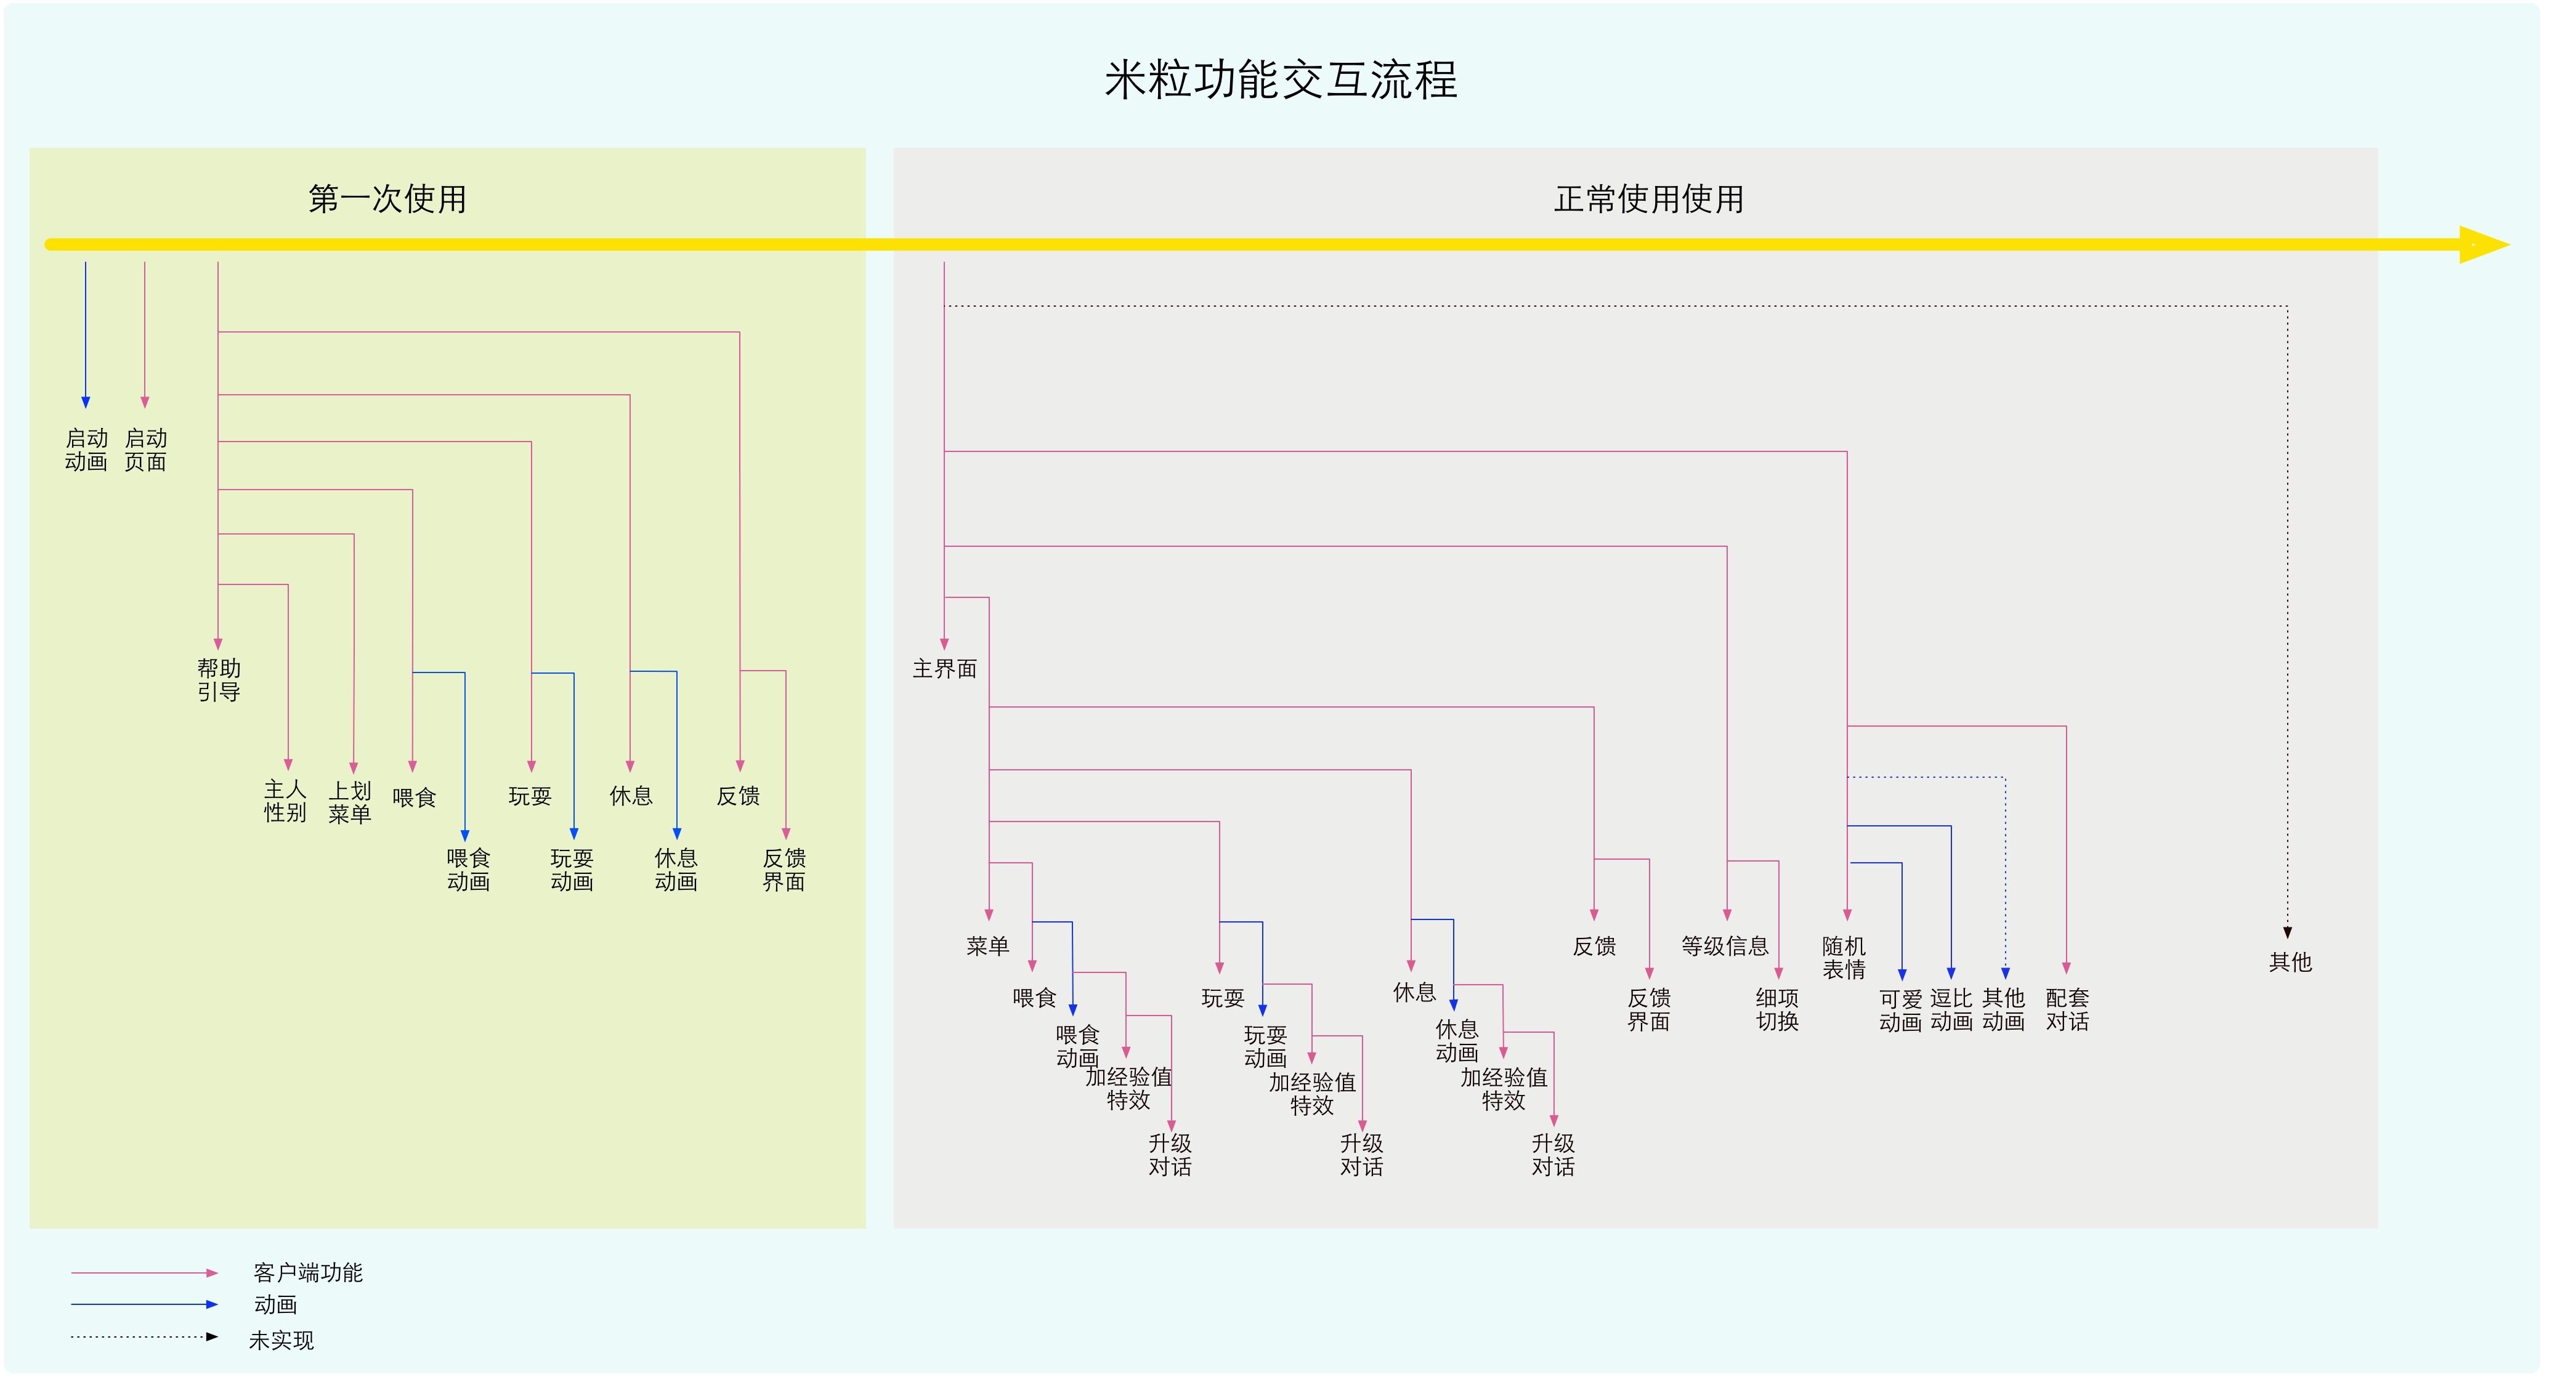 米粒功能交互流程
第一次使用
正常使用使用
启动
动画
启动
页面
帮助
引导
主人
性别
上划
菜单
喂食
喂食
动画
玩耍
玩耍
动画
休息
休息
动画
反馈
反馈
界面
主界面
菜单
喂食
喂食
动画
加经验值
特效
升级
对话
玩耍
玩耍
动画
加经验值
特效
升级
对话
休息
休息
动画
加经验值
特效
升级
对话
反馈
反馈
界面
等级信息
细项
切换
随机
表情
可爱
动画
逗比
动画
其他
动画
配套
对话
其他
客户端功能
动画
未实现